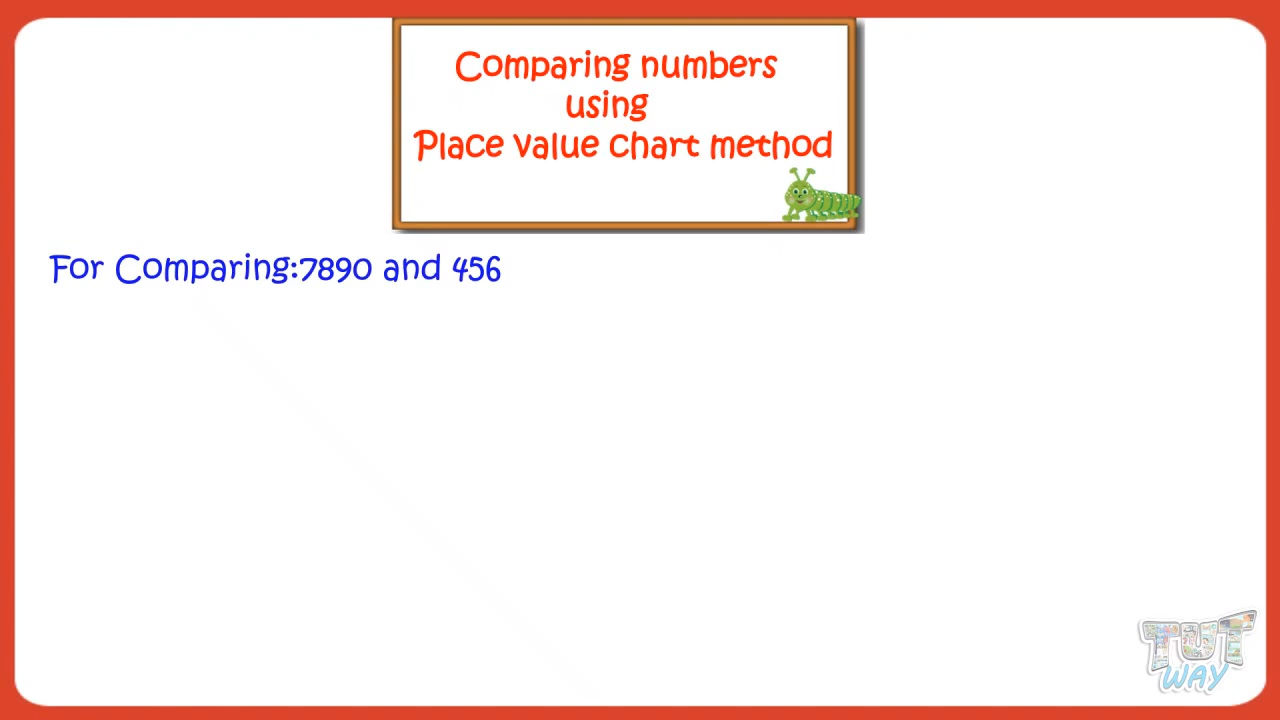 Comparing numbers
using
Place value chart method
For Comparing:7890 and 456
TUT
WAY